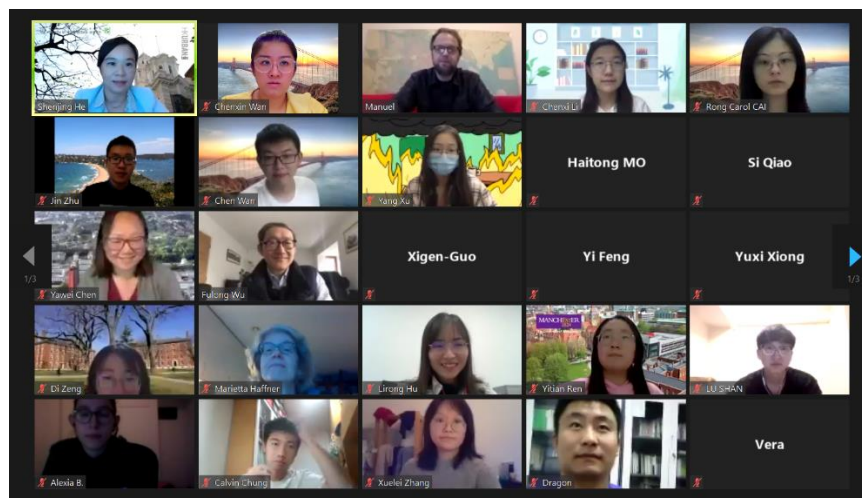 URBAN
Shenjing He
Chenxin Wan
Manuel
Chenxi Li
Rong Carol CAI
Jin Zhu
Chen Wan
Yang Xu
Haitong MO
Si Qiao
1/3
Yawei Chen
Fulong Wu
Xigen-Guo
Yi Feng
Yuxi Xiong
1/3
Di Zeng
Marietta Haffner
Lirong Hu
MANCHESTER
1824
Yitian Ren
LU SHAN
Alexia B.
Calvin Chung
Xuelei Zhang
Dragon
Vera